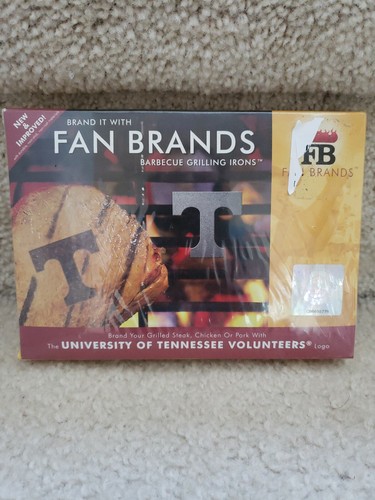 NEW &
IMPROVED!
BRAND IT WITH
FAN BRANDS
BARBECUE GRILLING IRONS™
FB
FAN BRANDS™
T
T
Brand Your Grilled Steak, Chicken Or Pork With
The UNIVERSITY OF TENNESSEE VOLUNTEERS® Logo